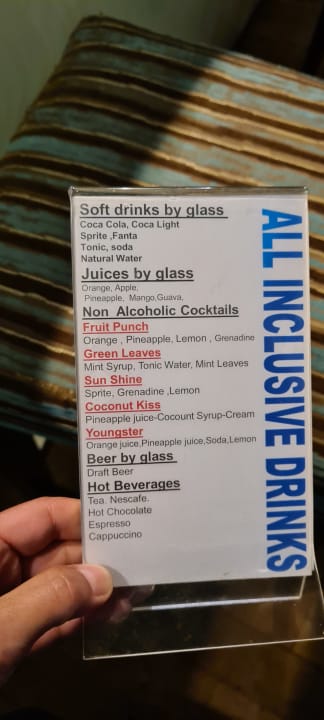 Soft drinks by glass
Coca Cola, Coca Light
Sprite ,Fanta
Tonic, soda
Natural Water
Juices by glass
Orange, Apple,
Pineapple, Mango,Guava,
Non Alcoholic Cocktails
Fruit Punch
Orange , Pineapple, Lemon , Grenadine
Green Leaves
Mint Syrup, Tonic Water, Mint Leaves
Sun Shine
Sprite, Grenadine ,Lemon
Coconut Kiss
Pineapple juice-Cocount Syrup-Cream
Youngster
Orange juice,Pineapple juice,Soda,Lemon
Beer by glass
Draft Beer
Hot Beverages
Tea. Nescafe.
Hot Chocolate
Espresso
Cappuccino
ALL INCLUSIVE DRINKS